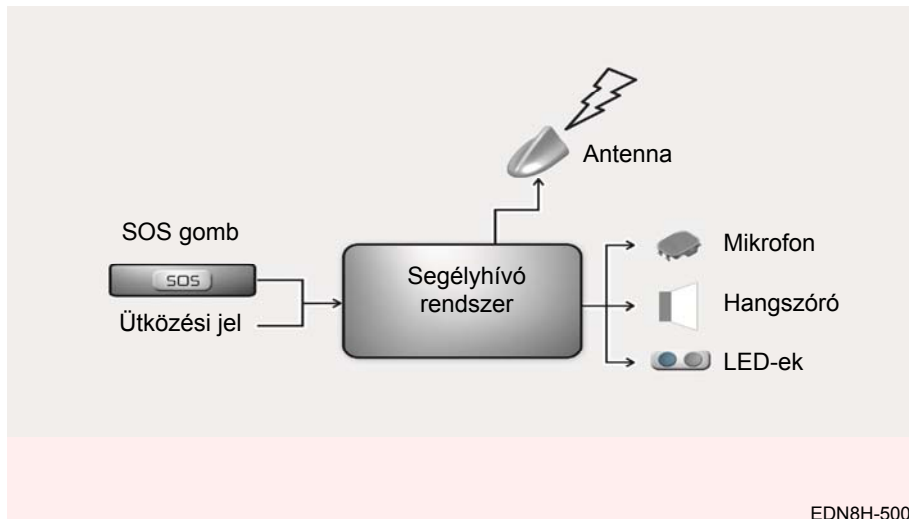 Antenna
SOS gomb
SOS
Ütközési jel
Segélyhívó
rendszer
Mikrofon
Hangszóró
LED-ek
EDN8H-500